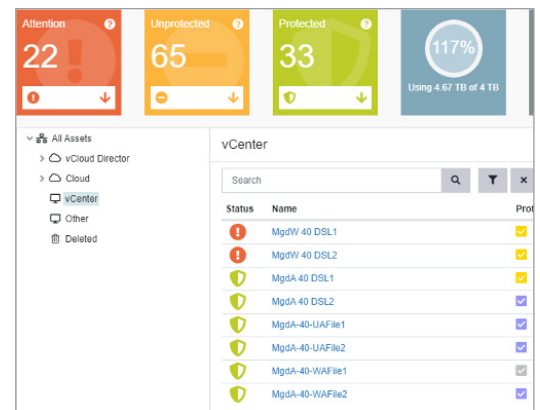 Attention
22
Unprotected
65
Protected
33
117%
Using 4.67 TB of 4 TB
All Assets
vCloud Director
Cloud
vCenter
Other
Deleted
vCenter
Search
Status Name Prot
MgdW 40 DSL1
MgdW 40 DSL2
MgdA 40 DSL1
MgdA 40 DSL2
MgdA-40-UAFile1
MgdA-40-UAFile2
MgdA-40-WAFile1
MgdA-40-WAFile2